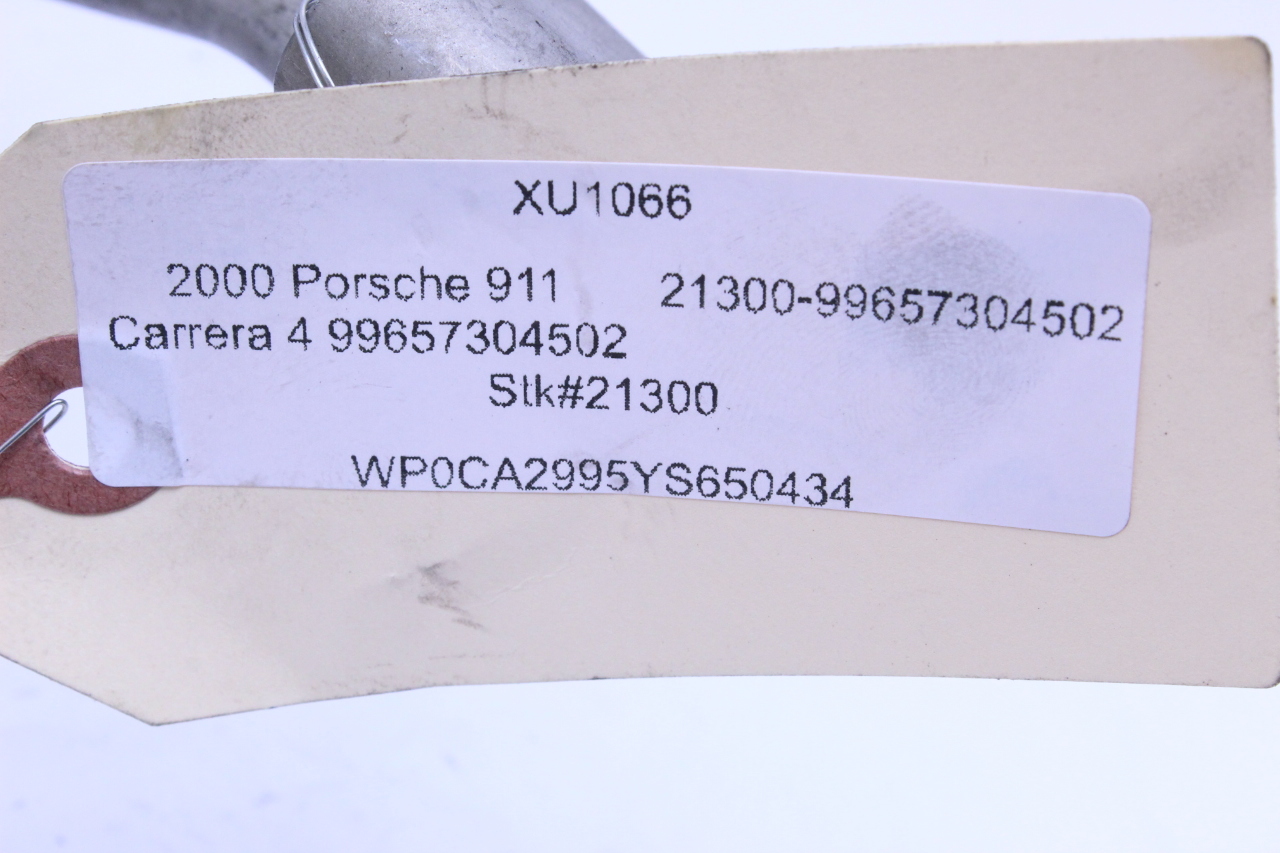 XU1066
2000 Porsche 911 21300-99657304502
Carrera 4 99657304502
Stk#21300
WP0CA2995YS650434